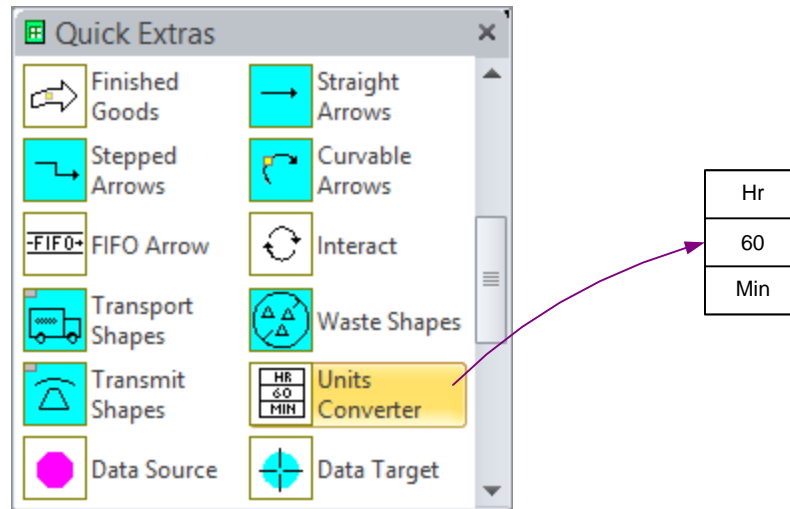 Quick Extras
Finished
Goods
Straight
Arrows
Stepped
Arrows
Curvable
Arrows
-FIFO→
FIFO Arrow
Interact
Transport
Shapes
Waste Shapes
Transmit
Shapes
HR
60
MIN
Units
Converter
Data Source
Data Target
Hr
60
Min